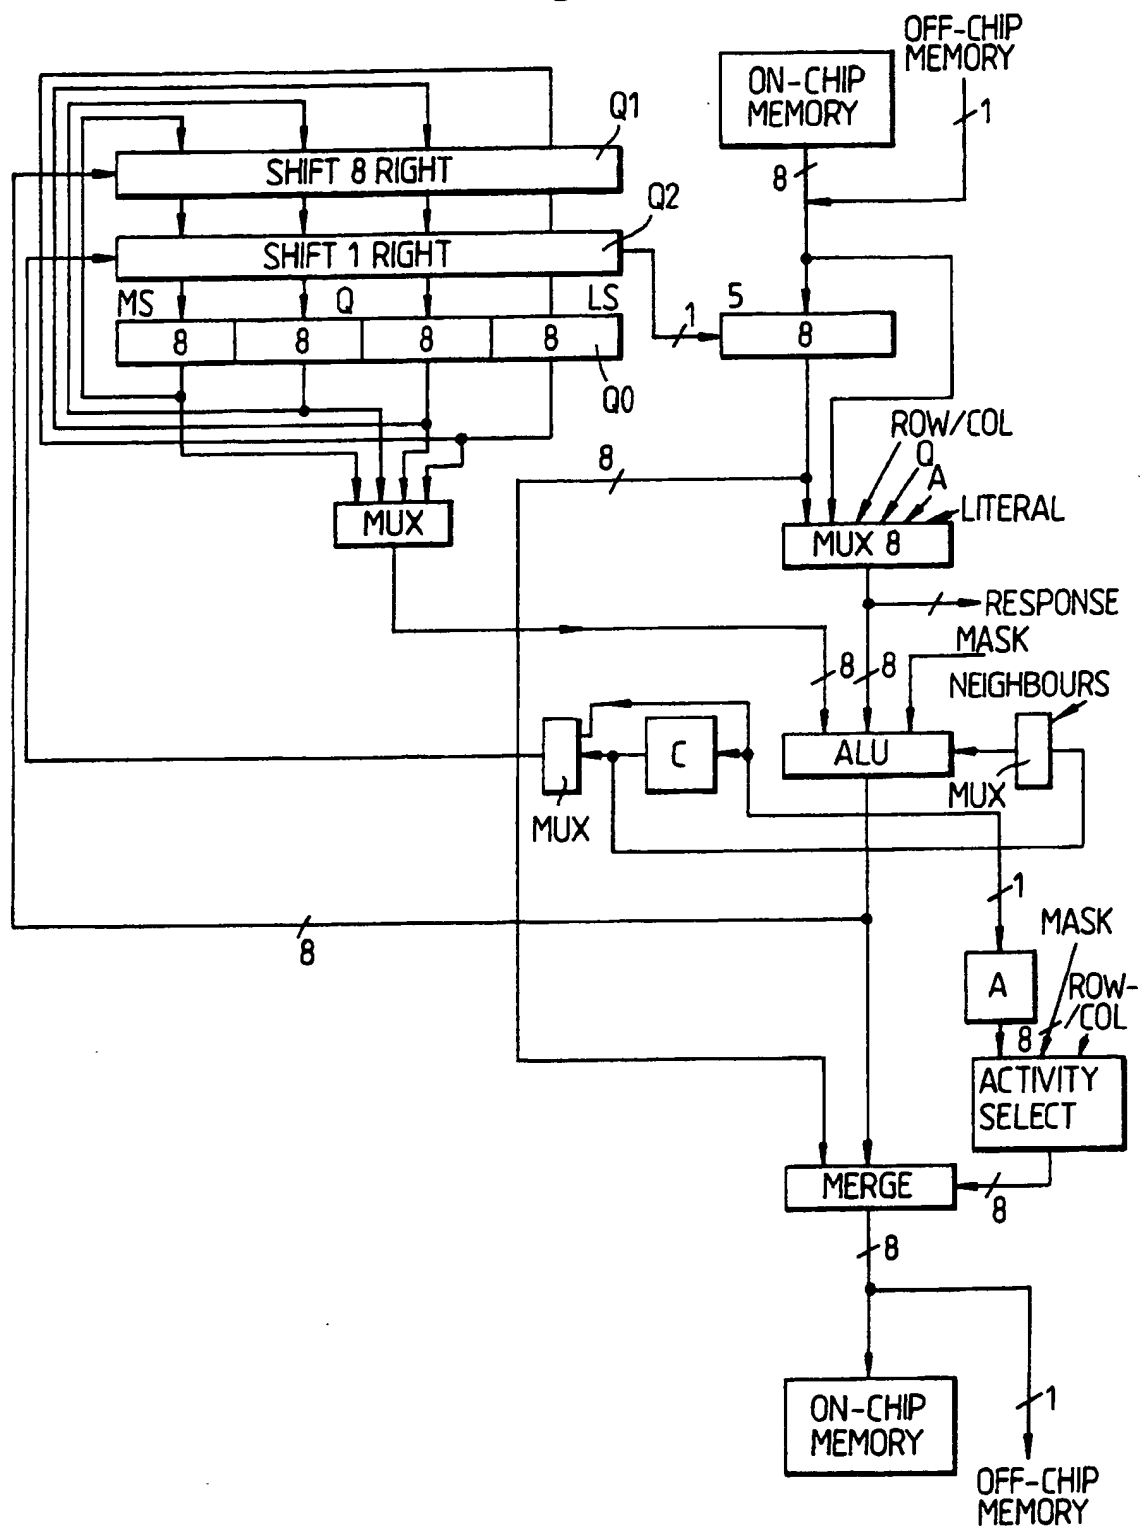 OFF-CHIP
MEMORY
ON-CHIP
MEMORY
1
8
Q1
SHIFT 8 RIGHT
Q2
SHIFT 1 RIGHT
MS
Q
LS
5
1
8
8
8
8
8
Q0
ROW/COL
Q
A
LITERAL
8
MUX
MUX 8
RESPONSE
MASK
8
8
NEIGHBOURS
C
ALU
MUX
MUX
1
8
MASK
A
ROW-
/COL
8
ACTIVITY
SELECT
MERGE
8
8
ON-CHIP
MEMORY
1
OFF-CHIP
MEMORY